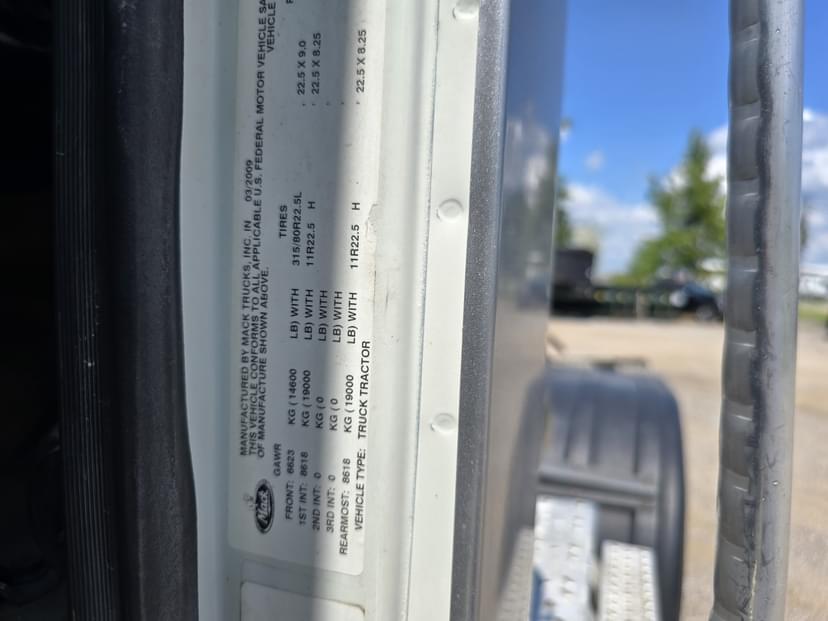 MANUFACTURED BY MACK TRUCKS, INC. IN 03/2009
THIS VEHICLE CONFORMS TO ALL APPLICABLE U.S. FEDERAL MOTOR VEHICLE
OF MANUFACTURE SHOWN ABOVE. VEHICLE
Mack
GAWR TIRES
FRONT: 6623 KG (14600 LB) WITH 315/80R22.5L , 22.5 X 9.0
1ST INT: 8618 KG (19000 LB) WITH 11R22.5 H , 22.5 X 8.25
2ND INT: 0 KG (0 LB) WITH ,
3RD INT: 0 KG (0 LB) WITH ,
REARMOST: 8618 KG (19000 LB) WITH 11R22.5 H , 22.5 X 8.25
VEHICLE TYPE: TRUCK TRACTOR